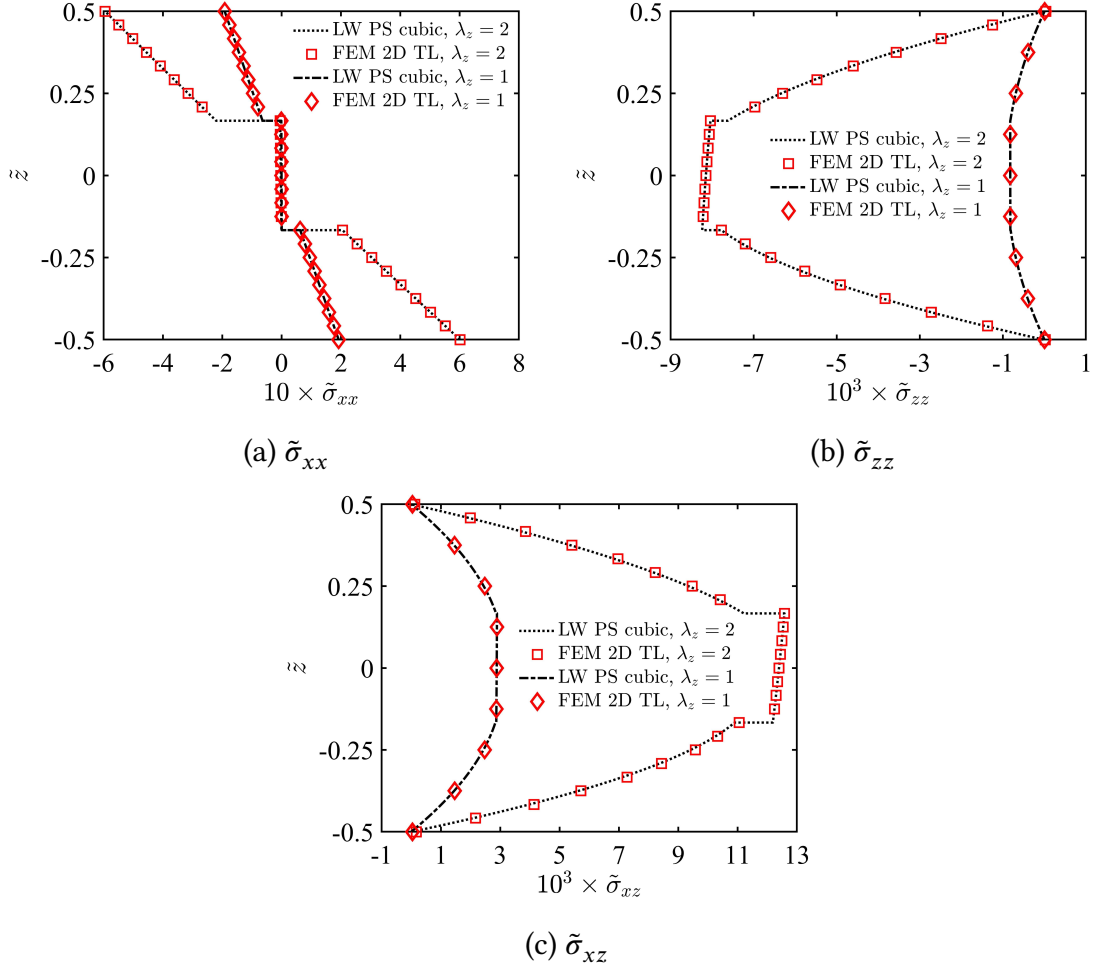 LW PS cubic, λz = 2
FEM 2D TL, λz = 2
LW PS cubic, λz = 1
FEM 2D TL, λz = 1
0.5
0.25
0
-0.25
-0.5
z̃
-6 -4 -2 0 2 4 6 8
10 × σ̃xx
(a) σ̃xx
LW PS cubic, λz = 2
FEM 2D TL, λz = 2
LW PS cubic, λz = 1
FEM 2D TL, λz = 1
0.5
0.25
0
-0.25
-0.5
z̃
-9 -7 -5 -3 -1 1
10³ × σ̃zz
(b) σ̃zz
LW PS cubic, λz = 2
FEM 2D TL, λz = 2
LW PS cubic, λz = 1
FEM 2D TL, λz = 1
0.5
0.25
0
-0.25
-0.5
z̃
-1 1 3 5 7 9 11 13
10³ × σ̃xz
(c) σ̃xz